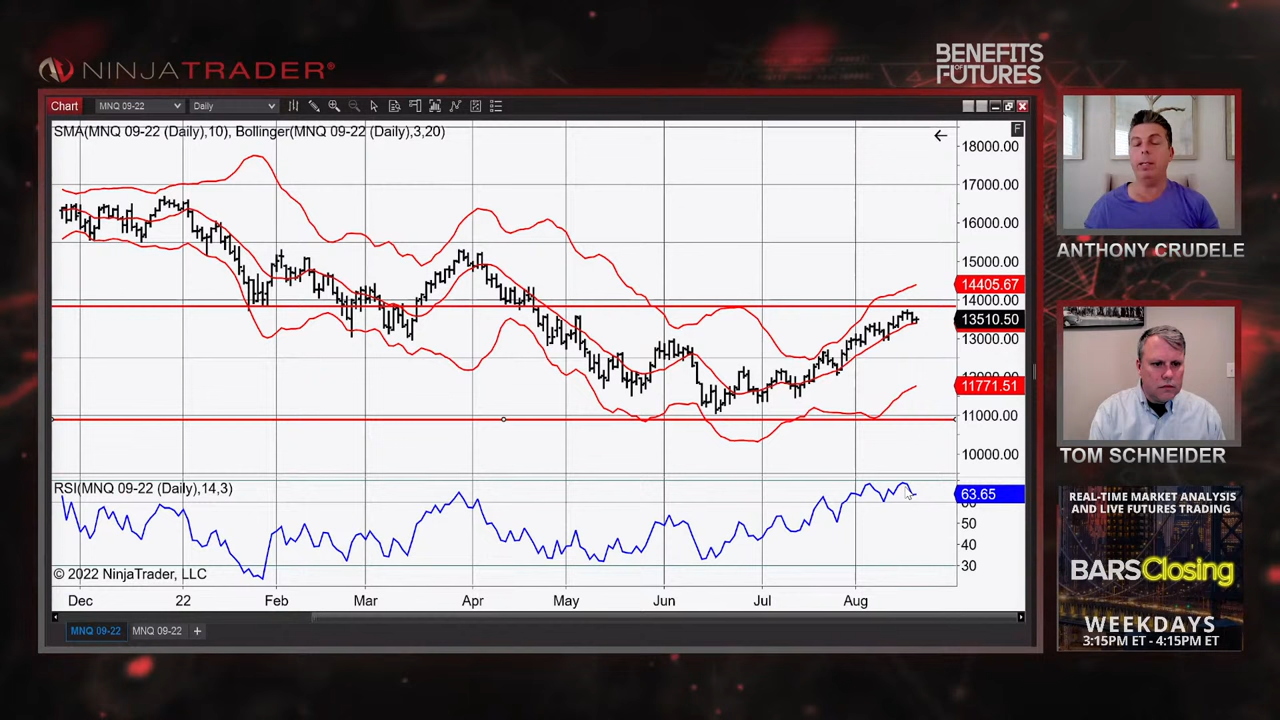 NINJATRADER®
BENEFITS
OF
FUTURES
Chart
MNQ 09-22
Daily
SMA(MNQ 09-22 (Daily),10), Bollinger(MNQ 09-22 (Daily),3,20)
F
18000.00
17000.00
16000.00
15000.00
14405.67
14000.00
13510.50
13000.00
11771.51
11000.00
10000.00
RSI(MNQ 09-22 (Daily),14,3)
63.65
50
40
30
© 2022 NinjaTrader, LLC
Dec 22 Feb Mar Apr May Jun Jul Aug
MNQ 09-22
MNQ 09-22
+
ANTHONY CRUDELE
TOM SCHNEIDER
REAL-TIME MARKET ANALYSIS
AND LIVE FUTURES TRADING
BARSClosing
WEEKDAYS
3:15PM ET - 4:15PM ET